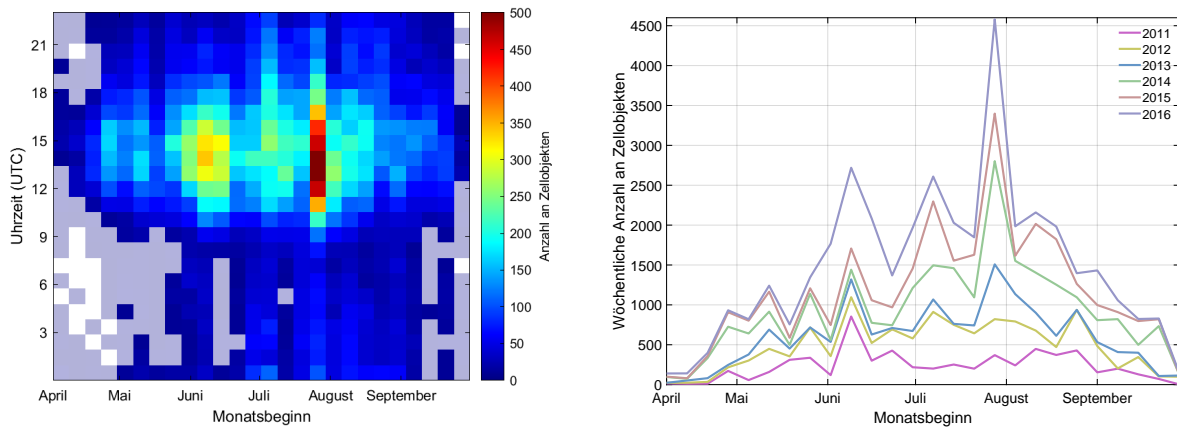 21
18
15
12
9
6
3
Uhrzeit (UTC)
April
Mai
Juni
Juli
August
September
Monatsbeginn
500
450
400
350
300
250
200
150
100
50
0
Anzahl an Zellobjekten
4500
4000
3500
3000
2500
2000
1500
1000
500
0
Wöchentliche Anzahl an Zellobjekten
April
Mai
Juni
Juli
August
September
Monatsbeginn
2011
2012
2013
2014
2015
2016